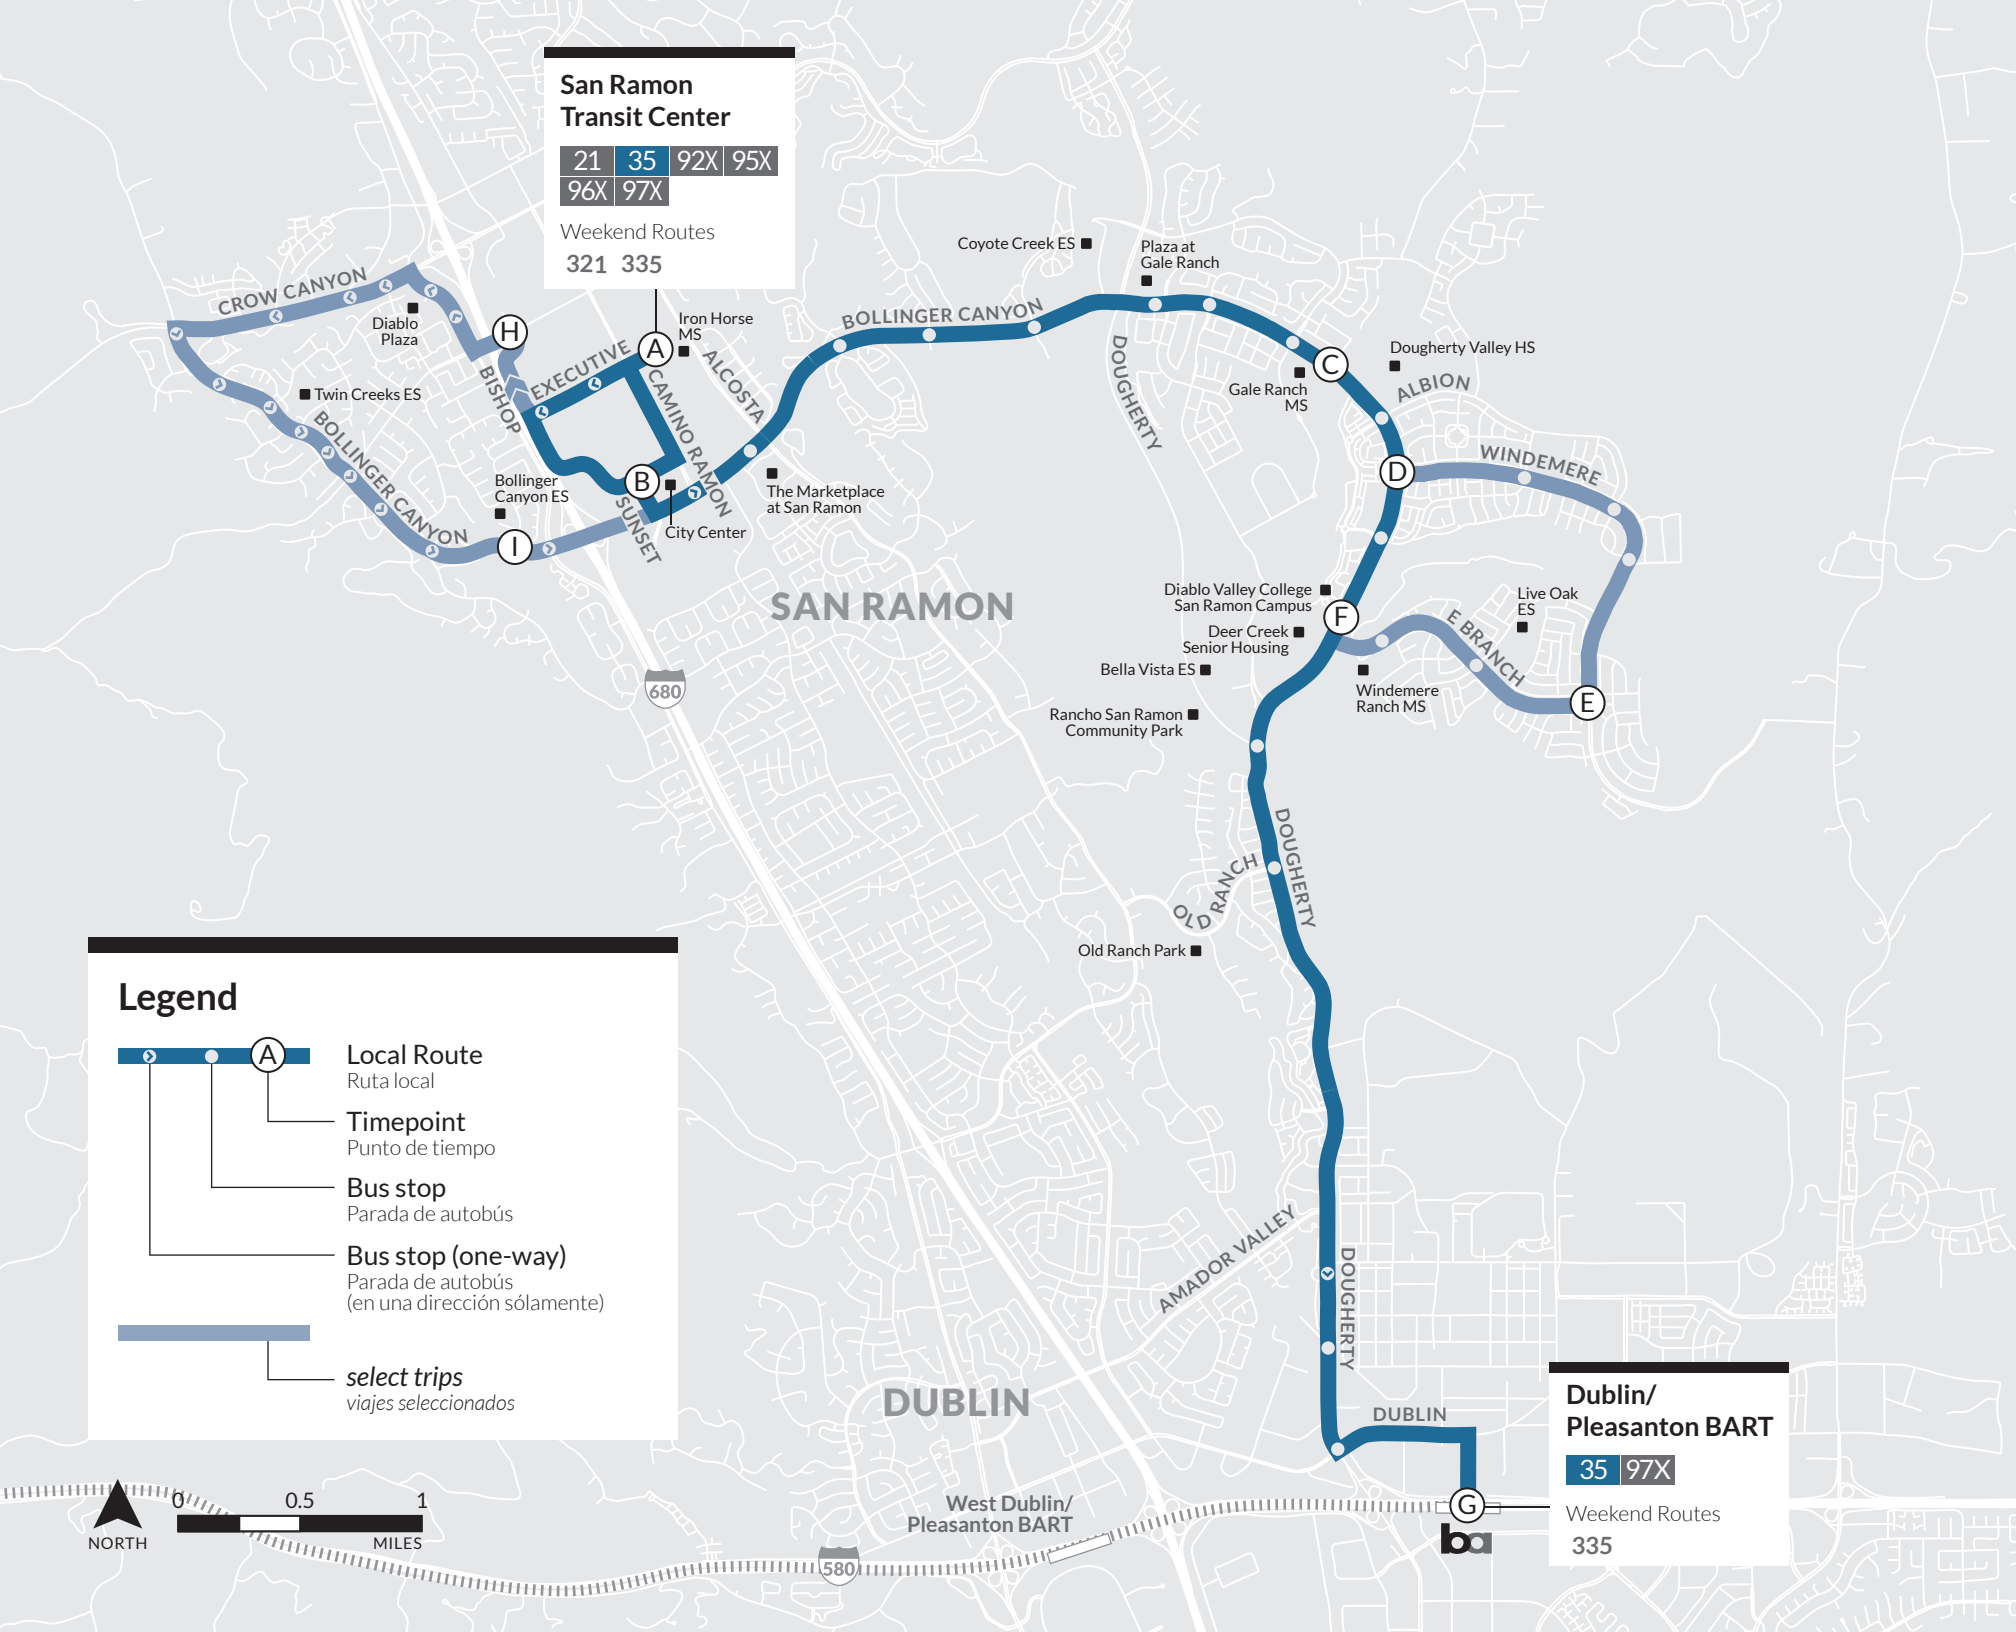 San Ramon
Transit Center
21 35 92X 95X
96X 97X
Weekend Routes
321 335
Coyote Creek ES
Plaza at
Gale Ranch
CROW CANYON
Diablo
Plaza
H
A
Iron Horse
MS
BOLLINGER CANYON
EXECUTIVE
BISHOP
CAMINO RAMON
ALCOSTA
DOUGHERTY
C
Dougherty Valley HS
ALBION
Gale Ranch
MS
Twin Creeks ES
BOLLINGER CANYON
Bollinger
Canyon ES
B
D
WINDEMERE
The Marketplace
at San Ramon
City Center
SUNSET
I
SAN RAMON
Diablo Valley College
San Ramon Campus
F
Deer Creek
Senior Housing
Live Oak
ES
E BRANCH
Bella Vista ES
Windemere
Ranch MS
E
680
Rancho San Ramon
Community Park
DOUGHERTY
OLD RANCH
Old Ranch Park
Legend
A
Local Route
Ruta local
Timepoint
Punto de tiempo
Bus stop
Parada de autobús
Bus stop (one-way)
Parada de autobús
(en una dirección sólamente)
select trips
viajes seleccionados
AMADOR VALLEY
DOUGHERTY
DUBLIN
DUBLIN
Dublin/
Pleasanton BART
35 97X
Weekend Routes
335
G
ba
West Dublin/
Pleasanton BART
580
NORTH
0 0.5 1
MILES